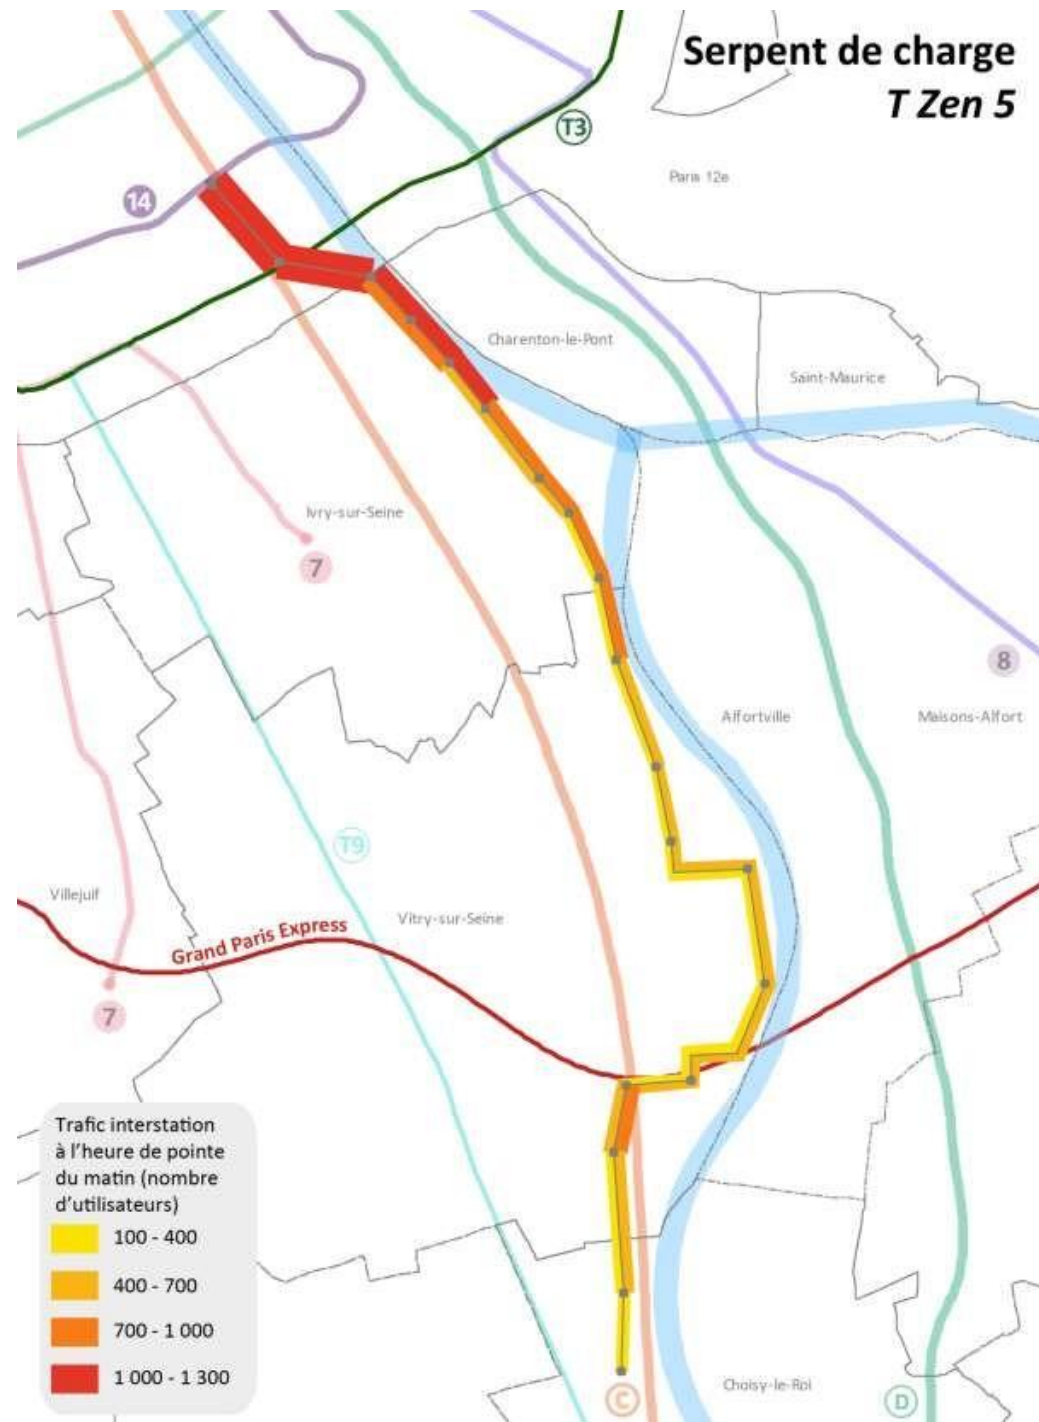 Serpent de charge
T Zen 5
T3
Paris 12e
14
Charenton-le-Pont
Saint-Maurice
Ivry-sur-Seine
7
8
Alfortville
Maisons-Alfort
T9
Villejuif
Vitry-sur-Seine
Grand Paris Express
7
Trafic interstation
à l'heure de pointe
du matin (nombre
d'utilisateurs)
100 - 400
400 - 700
700 - 1 000
1 000 - 1 300
Choisy-le-Roi
C
D